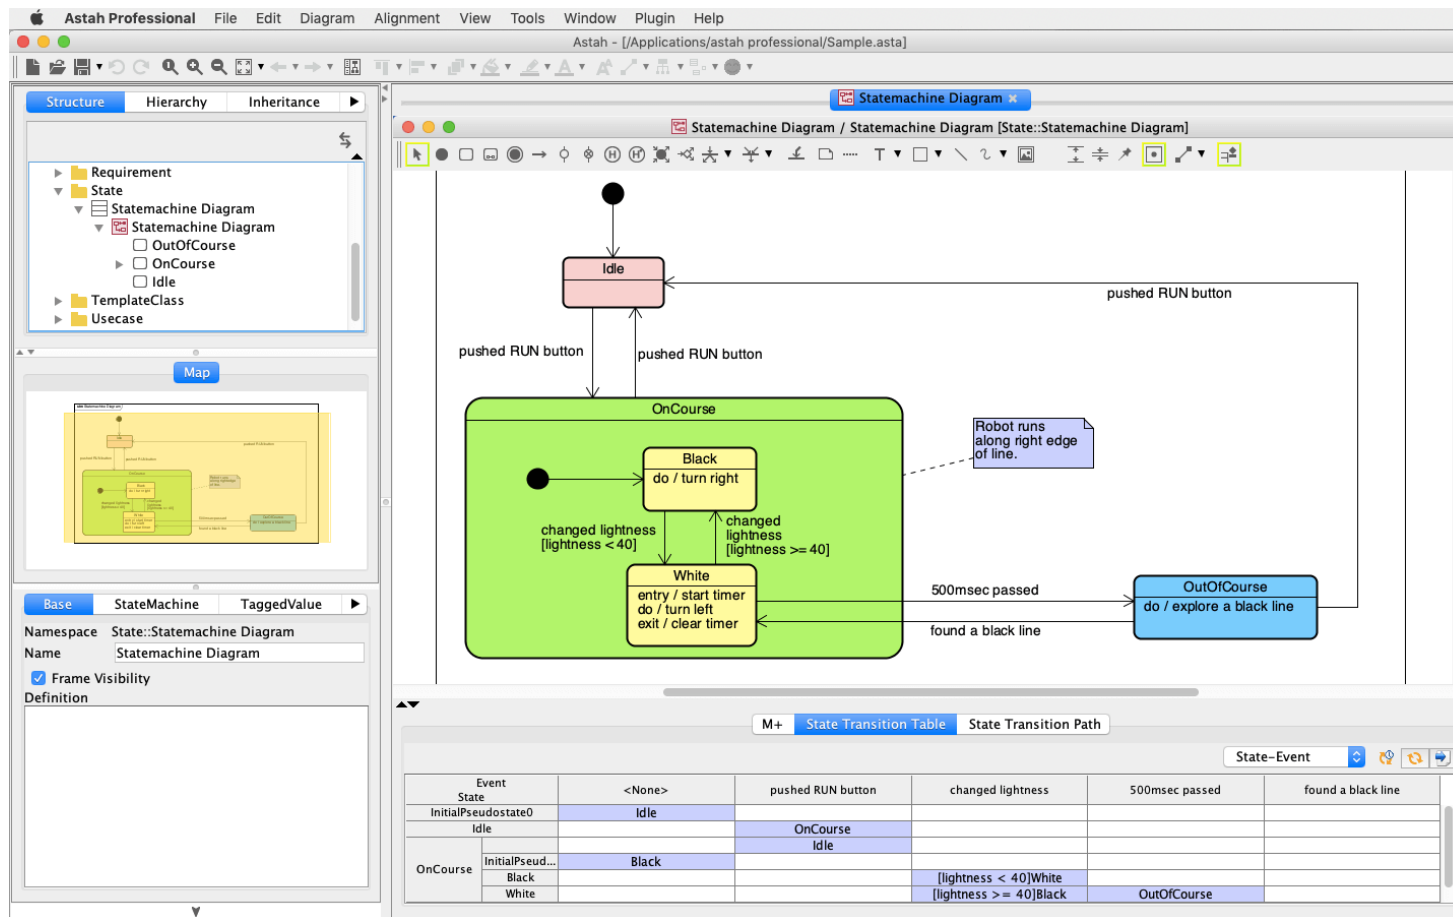 Astah Professional File Edit Diagram Alignment View Tools Window Plugin Help
Astah - [/Applications/astah professional/Sample.asta]
Structure Hierarchy Inheritance
Requirement
State
Statemachine Diagram
Statemachine Diagram
OutOfCourse
OnCourse
Idle
TemplateClass
Usecase
Map
Base StateMachine TaggedValue
Namespace State::Statemachine Diagram
Name Statemachine Diagram
Frame Visibility
Definition
Statemachine Diagram
Statemachine Diagram / Statemachine Diagram [State::Statemachine Diagram]
Idle
pushed RUN button
pushed RUN button
pushed RUN button
OnCourse
Robot runs
along right edge
of line.
Black
do / turn right
changed lightness
[lightness < 40]
changed
lightness
[lightness >= 40]
White
entry / start timer
do / turn left
exit / clear timer
500msec passed
found a black line
OutOfCourse
do / explore a black line
M+ State Transition Table State Transition Path
State-Event
Event
State
<None> pushed RUN button changed lightness 500msec passed found a black line
InitialPseudostate0 Idle
Idle OnCourse
Idle
OnCourse
InitialPseud... Black
Black [lightness < 40]White
White [lightness >= 40]Black OutOfCourse